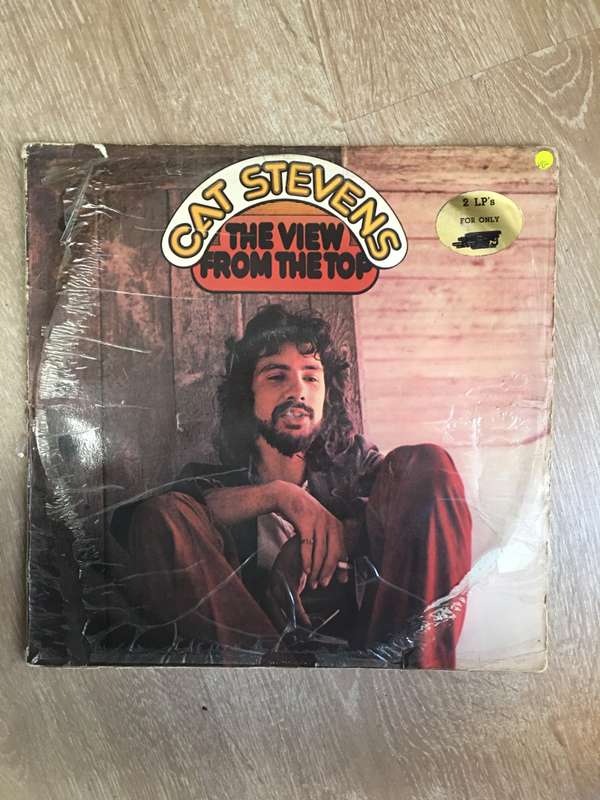 CAT STEVENS
THE VIEW
FROM THE TOP
2 LP's
FOR ONLY